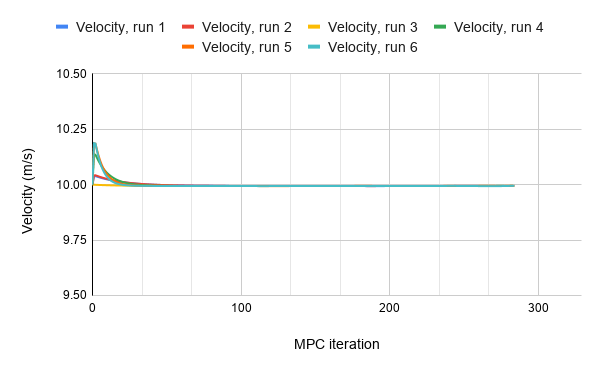 Velocity, run 1 Velocity, run 2 Velocity, run 3 Velocity, run 4
Velocity, run 5 Velocity, run 6
10.50
10.25
10.00
9.75
9.50
Velocity (m/s)
0 100 200 300
MPC iteration